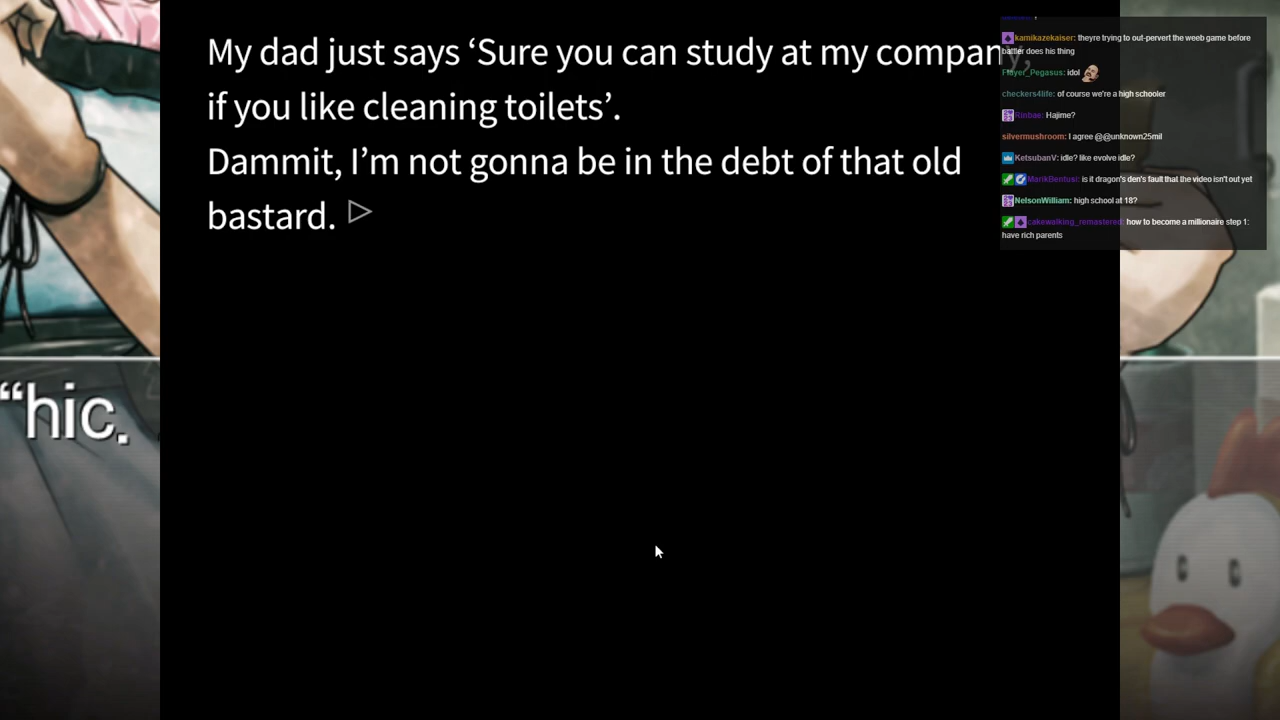 My dad just says ‘Sure you can study at my company,
if you like cleaning toilets’.
Dammit, I’m not gonna be in the debt of that old
bastard.
“hic.
kamikazekaiser: theyre trying to out-pervert the weeb game before
battler does his thing
Player_Pegasus: idol
checkers4life: of course we're a high schooler
Rinbae: Hajime?
silvermushroom: I agree @@unknown25mil
KetsubanV: idle? like evolve idle?
MarikBentusi: is it dragon's den's fault that the video isn't out yet
NelsonWilliam: high school at 18?
cakewalking_remastered: how to become a millionaire step 1:
have rich parents